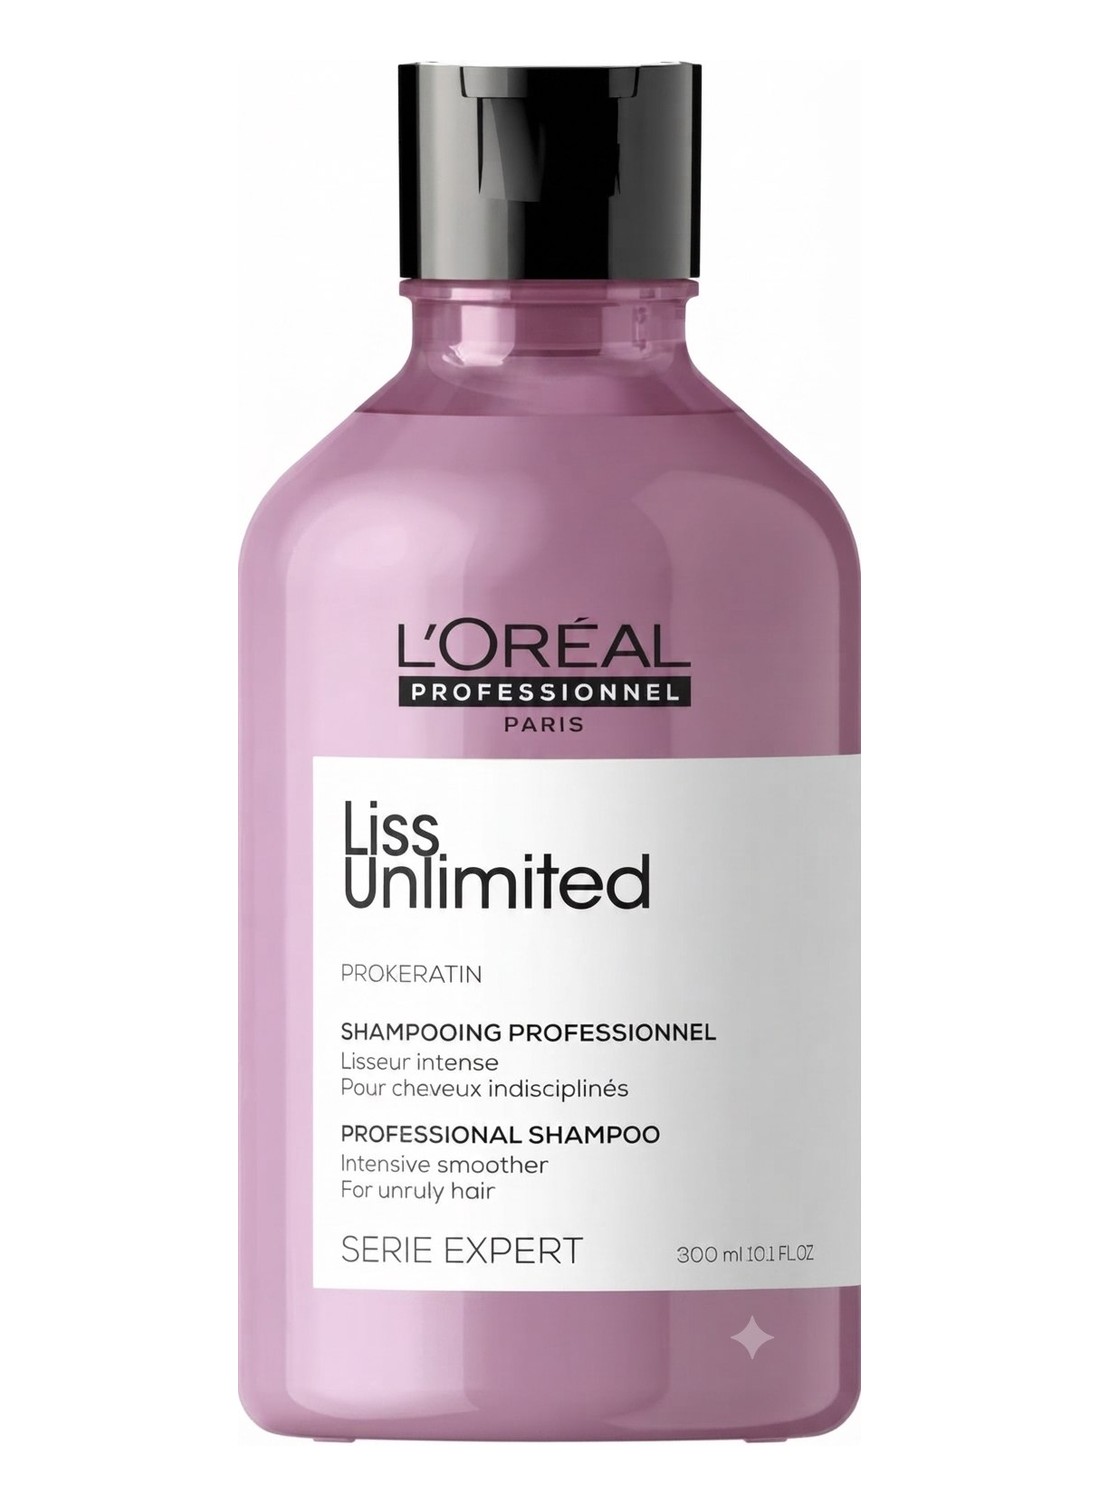 L'ORÉAL
PROFESSIONNEL
PARIS
Liss
Unlimited
PROKERATIN
SHAMPOOING PROFESSIONNEL
Lisseur intense
Pour cheveux indisciplinés
PROFESSIONAL SHAMPOO
Intensive smoother
For unruly hair
SERIE EXPERT
300 ml 10.1 FL.OZ